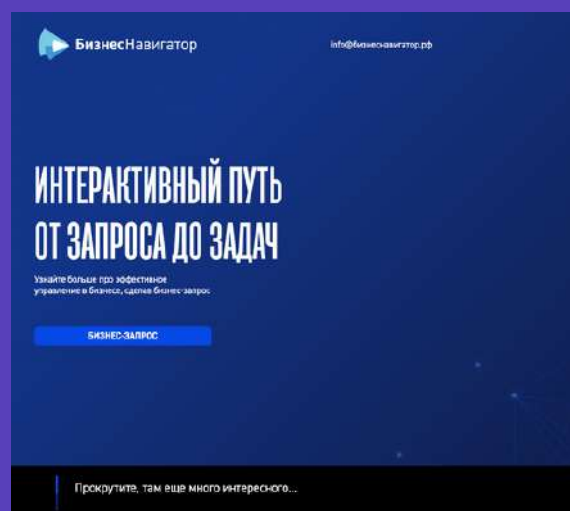 БизнесНавигатор
info@бизнеснавигатор.рф
ИНТЕРАКТИВНЫЙ ПУТЬ
ОТ ЗАПРОСА ДО ЗАДАЧ
Узнайте больше про эффективное
управление в бизнесе, сделав бизнес-запрос
БИЗНЕС-ЗАПРОС
Прокрутите, там еще много интересного...